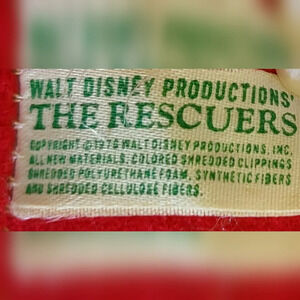 WALT DISNEY PRODUCTIONS'
THE RESCUERS
COPYRIGHT ©1976 WALT DISNEY PRODUCTIONS, INC.
ALL NEW MATERIALS. COLORED SHREDDED CLIPPINGS
SHREDDED POLYURETHANE FOAM, SYNTHETIC FIBERS
AND SHREDDED CELLULOSE FIBERS.